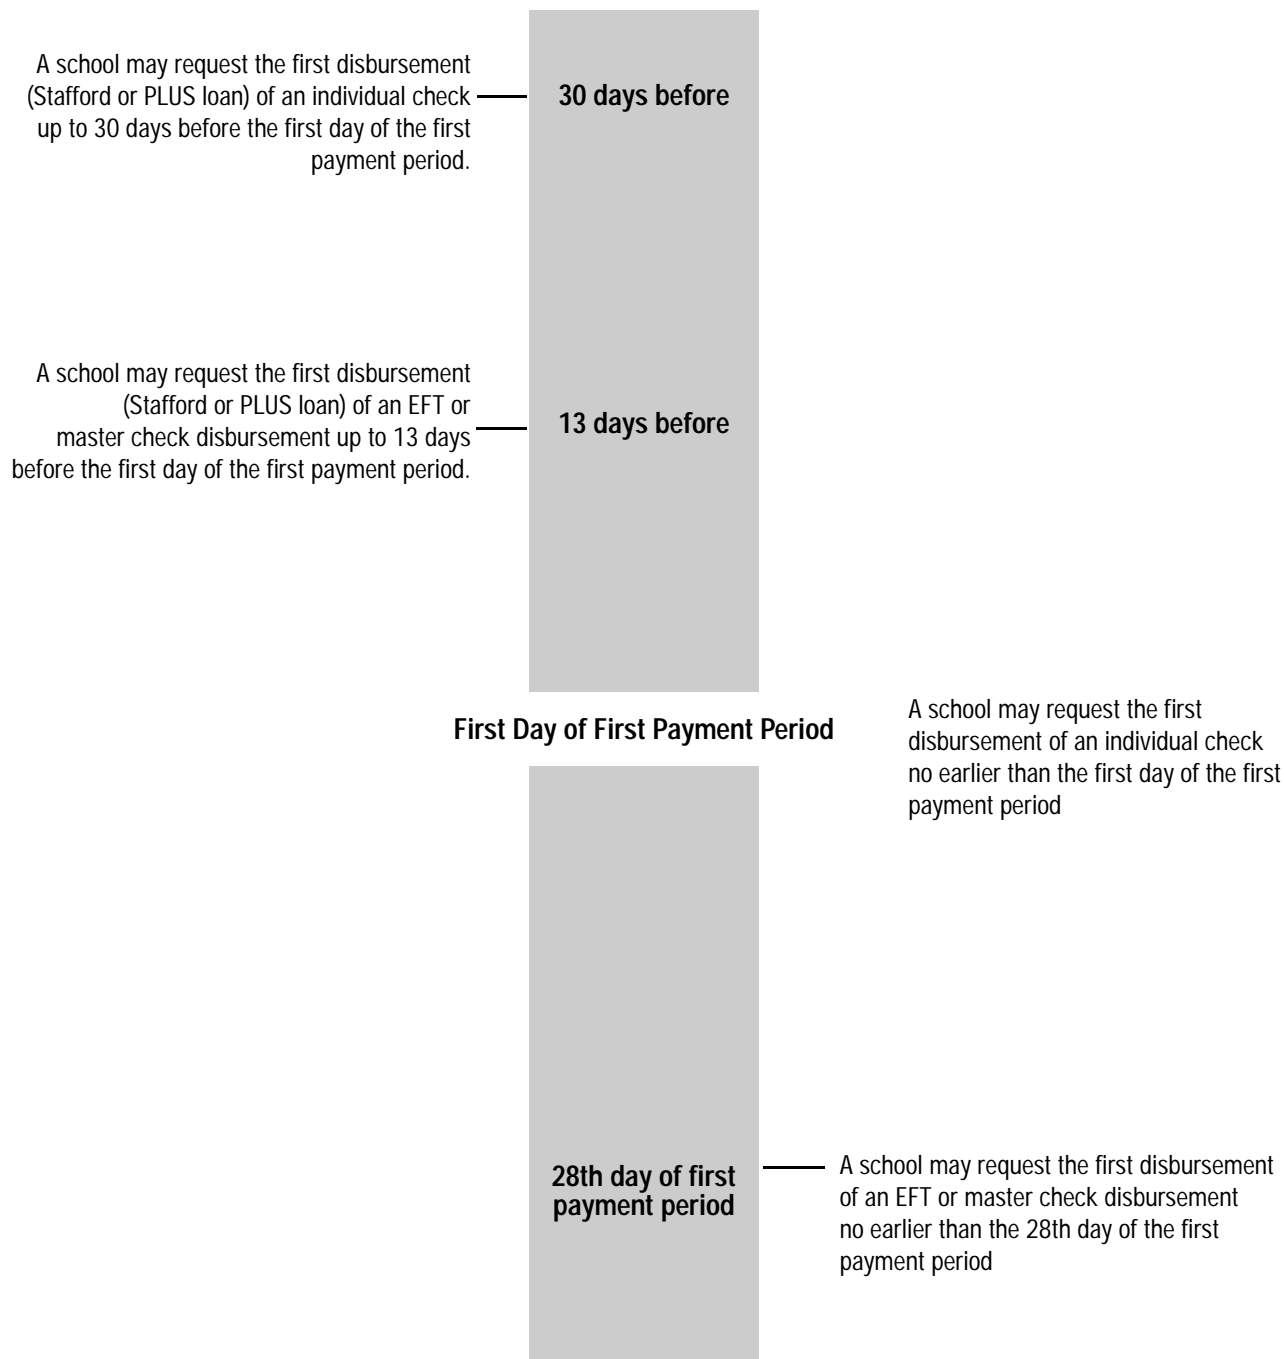 A school may request the first disbursement
(Stafford or PLUS loan) of an individual check
up to 30 days before the first day of the first
payment period.
30 days before
A school may request the first disbursement
(Stafford or PLUS loan) of an EFT or
master check disbursement up to 13 days
before the first day of the first payment period.
13 days before
First Day of First Payment Period
A school may request the first
disbursement of an individual check
no earlier than the first day of the first
payment period
28th day of first
payment period
A school may request the first disbursement
of an EFT or master check disbursement
no earlier than the 28th day of the first
payment period